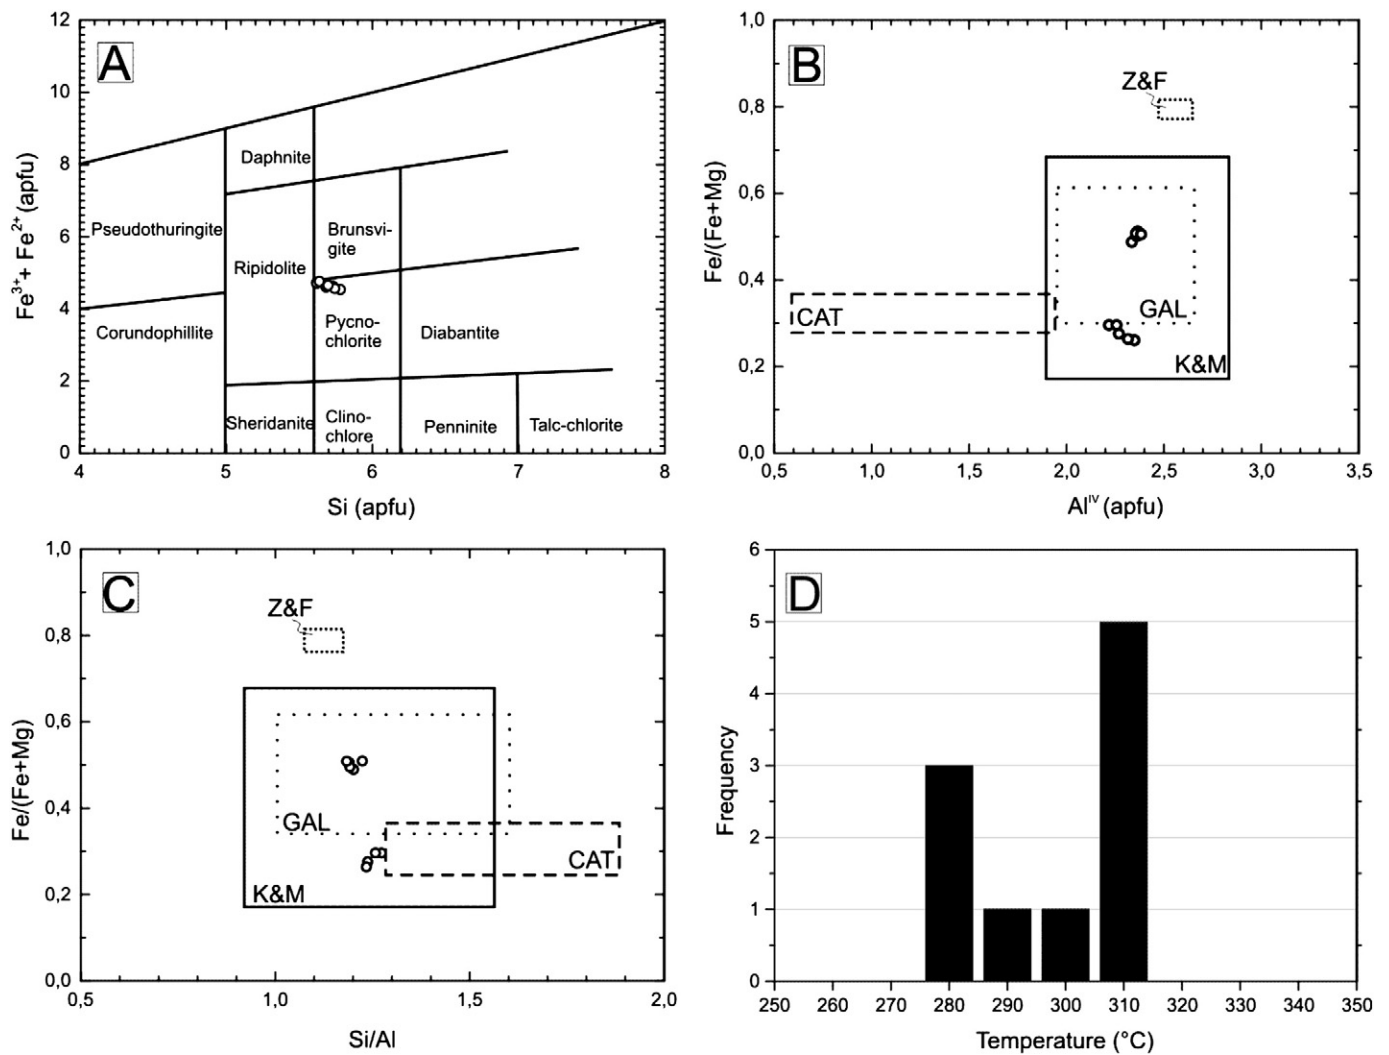 A
12
10
8
6
4
2
0
Fe3++ Fe2+ (apfu)
Daphnite
Pseudothuringite
Brunsvi-
gite
Ripidolite
Corundophillite
Pycno-
chlorite
Diabantite
Sheridanite
Clino-
chlore
Penninite
Talc-chlorite
4 5 6 7 8
Si (apfu)
B
1,0
0,8
0,6
0,4
0,2
0,0
Fe/(Fe+Mg)
Z&F
CAT
GAL
K&M
0,5 1,0 1,5 2,0 2,5 3,0 3,5
AlIV (apfu)
C
1,0
0,8
0,6
0,4
0,2
0,0
Fe/(Fe+Mg)
Z&F
GAL
CAT
K&M
0,5 1,0 1,5 2,0
Si/Al
D
6
5
4
3
2
1
0
Frequency
250 260 270 280 290 300 310 320 330 340 350
Temperature (°C)